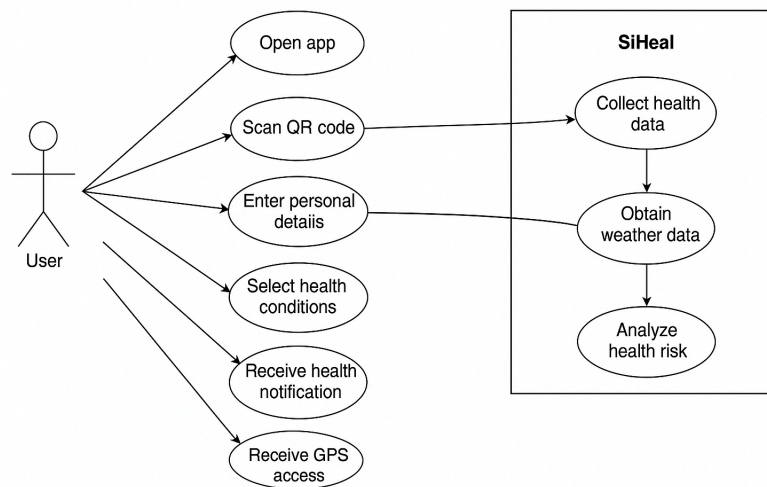 Open app
Scan QR code
Enter personal
detaiis
Select health
conditions
Receive health
notification
Receive GPS
access
User
SiHeal
Collect health
data
Obtain
weather data
Analyze
health risk